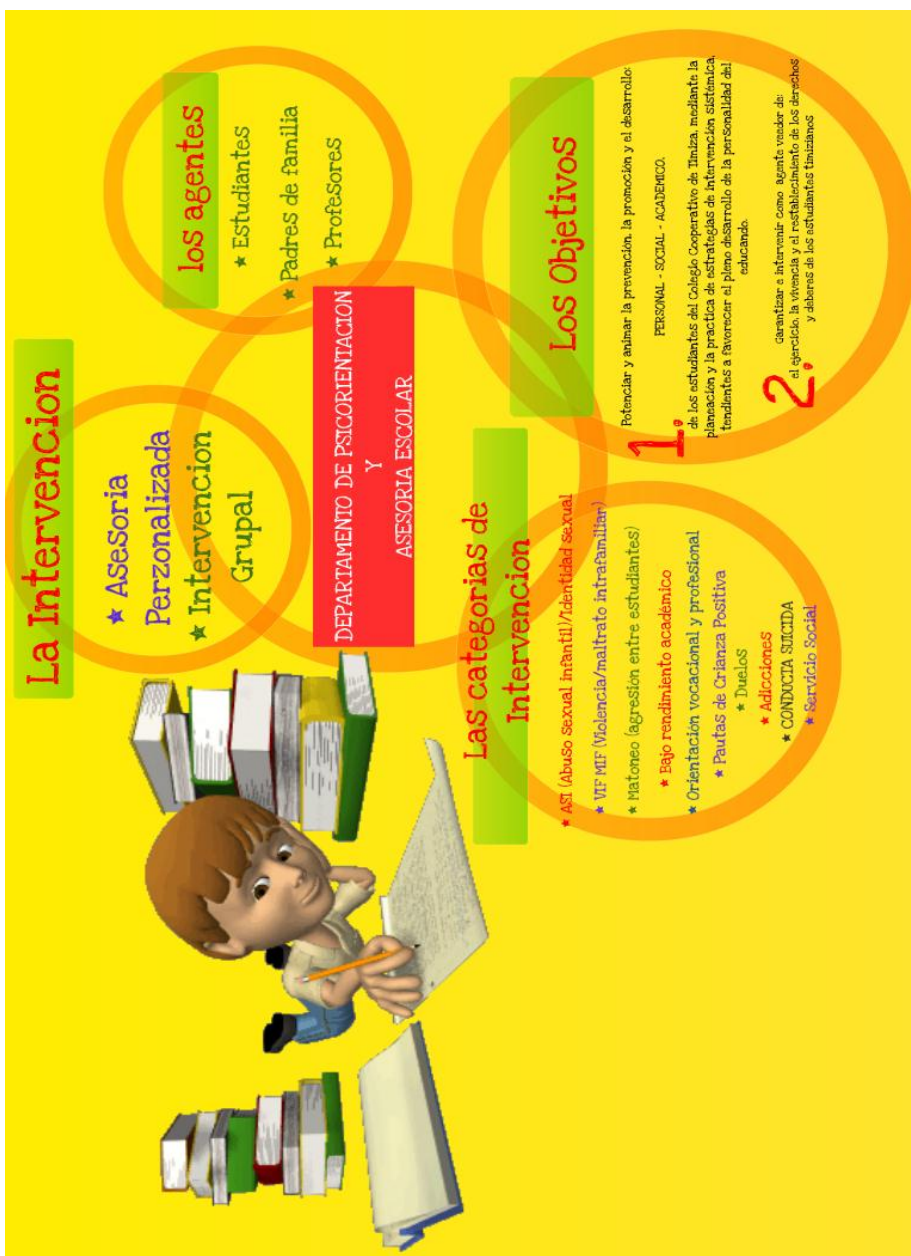 La Intervencion
★ Asesoria
Perzonalizada
★ Intervencion
Grupal
los agentes
★ Estudiantes
★ Padres de familia
★ Profesores
DEPARTAMENTO DE PSICORIENTACION
Y
ASESORIA ESCOLAR
Las categorias de
Intervencion
★ ASI (Abuso sexual infantil)/Identidad sexual
★ VIF MIF (Violencia/maltrato intrafamiliar)
★ Matoneo (agresión entre estudiantes)
★ Bajo rendimiento académico
★ Orientación vocacional y profesional
★ Pautas de Crianza Positiva
★ Duelos
★ Adicciones
★ CONDUCTA SUICIDA
★ Servicio Social
Los Objetivos
1.
Potenciar y animar la prevención, la promoción y el desarrollo:
PERSONAL - SOCIAL - ACADEMICO.
de los estudiantes del Colegio Cooperativo de Timiza, mediante la
planeación y la practica de estrategias de intervención sistémica,
tendientes a favorecer el pleno desarrollo de la personalidad del
educando.
2.
Garantizar e intervenir como agente veedor de:
el ejercicio, la vivencia y el restablecimiento de los derechos
y deberes de los estudiantes timizianos